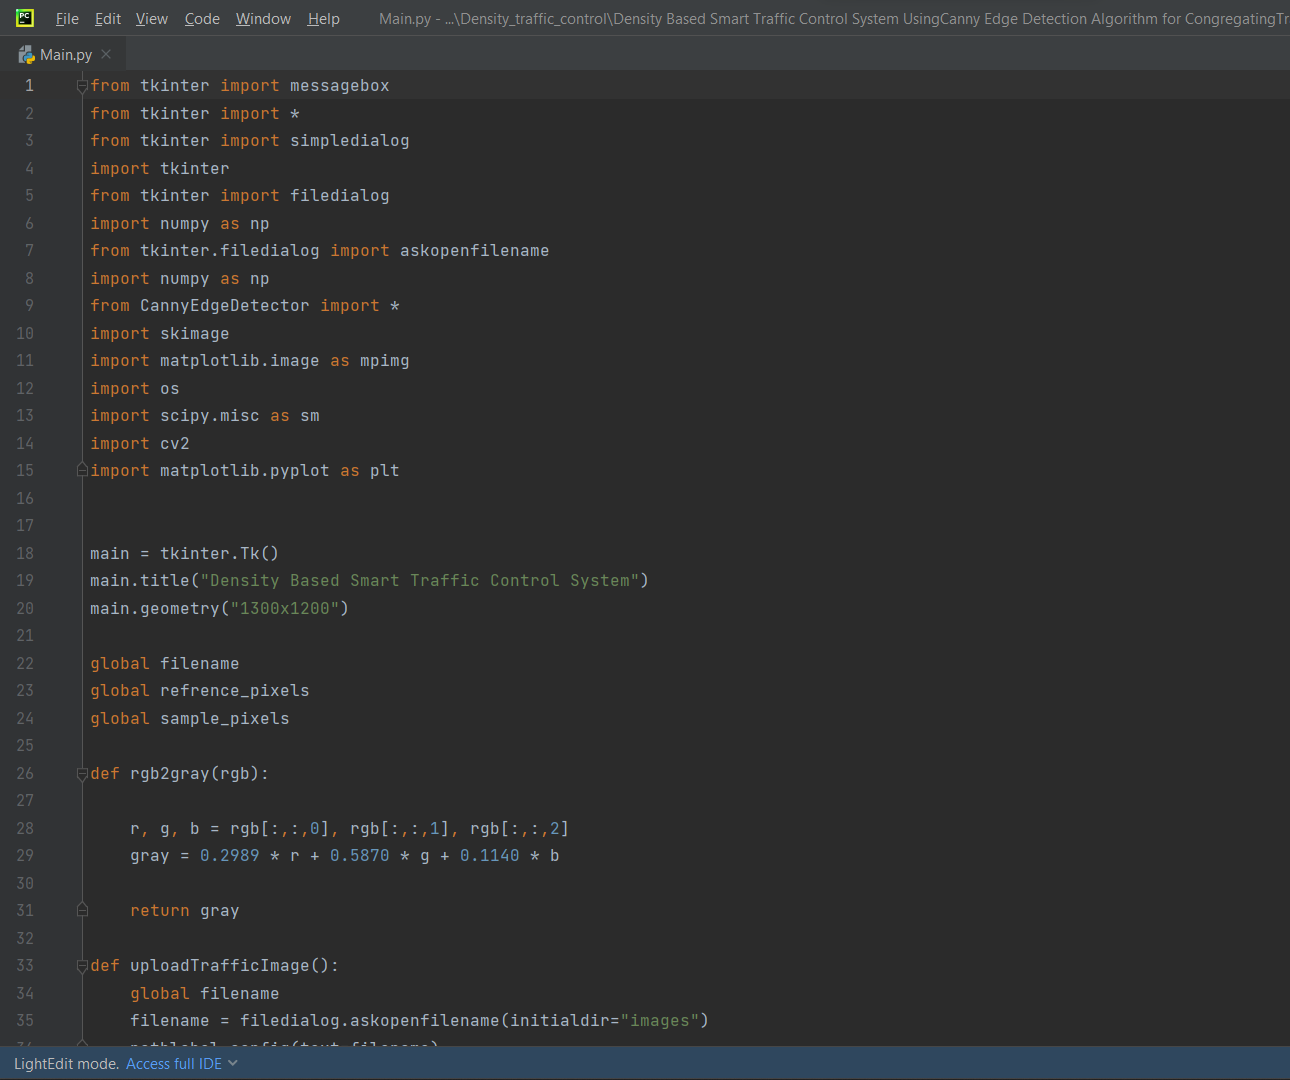 PC File Edit View Code Window Help Main.py - ...\Density_traffic_control\Density Based Smart Traffic Control System UsingCanny Edge Detection Algorithm for CongregatingTr
Main.py
1 from tkinter import messagebox
2 from tkinter import *
3 from tkinter import simpledialog
4 import tkinter
5 from tkinter import filedialog
6 import numpy as np
7 from tkinter.filedialog import askopenfilename
8 import numpy as np
9 from CannyEdgeDetector import *
10 import skimage
11 import matplotlib.image as mpimg
12 import os
13 import scipy.misc as sm
14 import cv2
15 import matplotlib.pyplot as plt
16
17
18 main = tkinter.Tk()
19 main.title("Density Based Smart Traffic Control System")
20 main.geometry("1300x1200")
21
22 global filename
23 global refrence_pixels
24 global sample_pixels
25
26 def rgb2gray(rgb):
27
28     r, g, b = rgb[:,:,0], rgb[:,:,1], rgb[:,:,2]
29     gray = 0.2989 * r + 0.5870 * g + 0.1140 * b
30
31     return gray
32
33 def uploadTrafficImage():
34     global filename
35     filename = filedialog.askopenfilename(initialdir="images")
LightEdit mode. Access full IDE